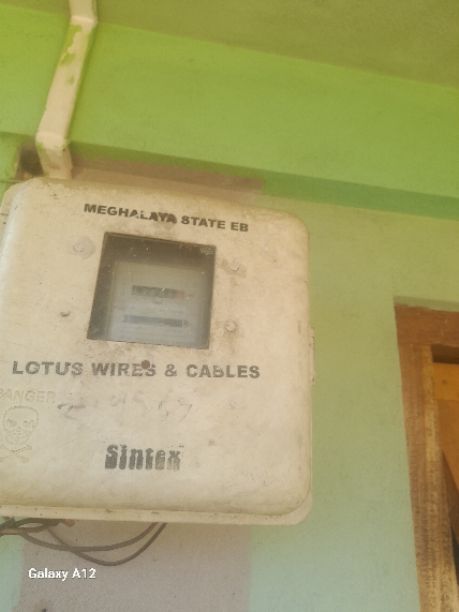 MEGHALAYA STATE EB
LOTUS WIRES & CABLES
DANGER
Sintex
Galaxy A12